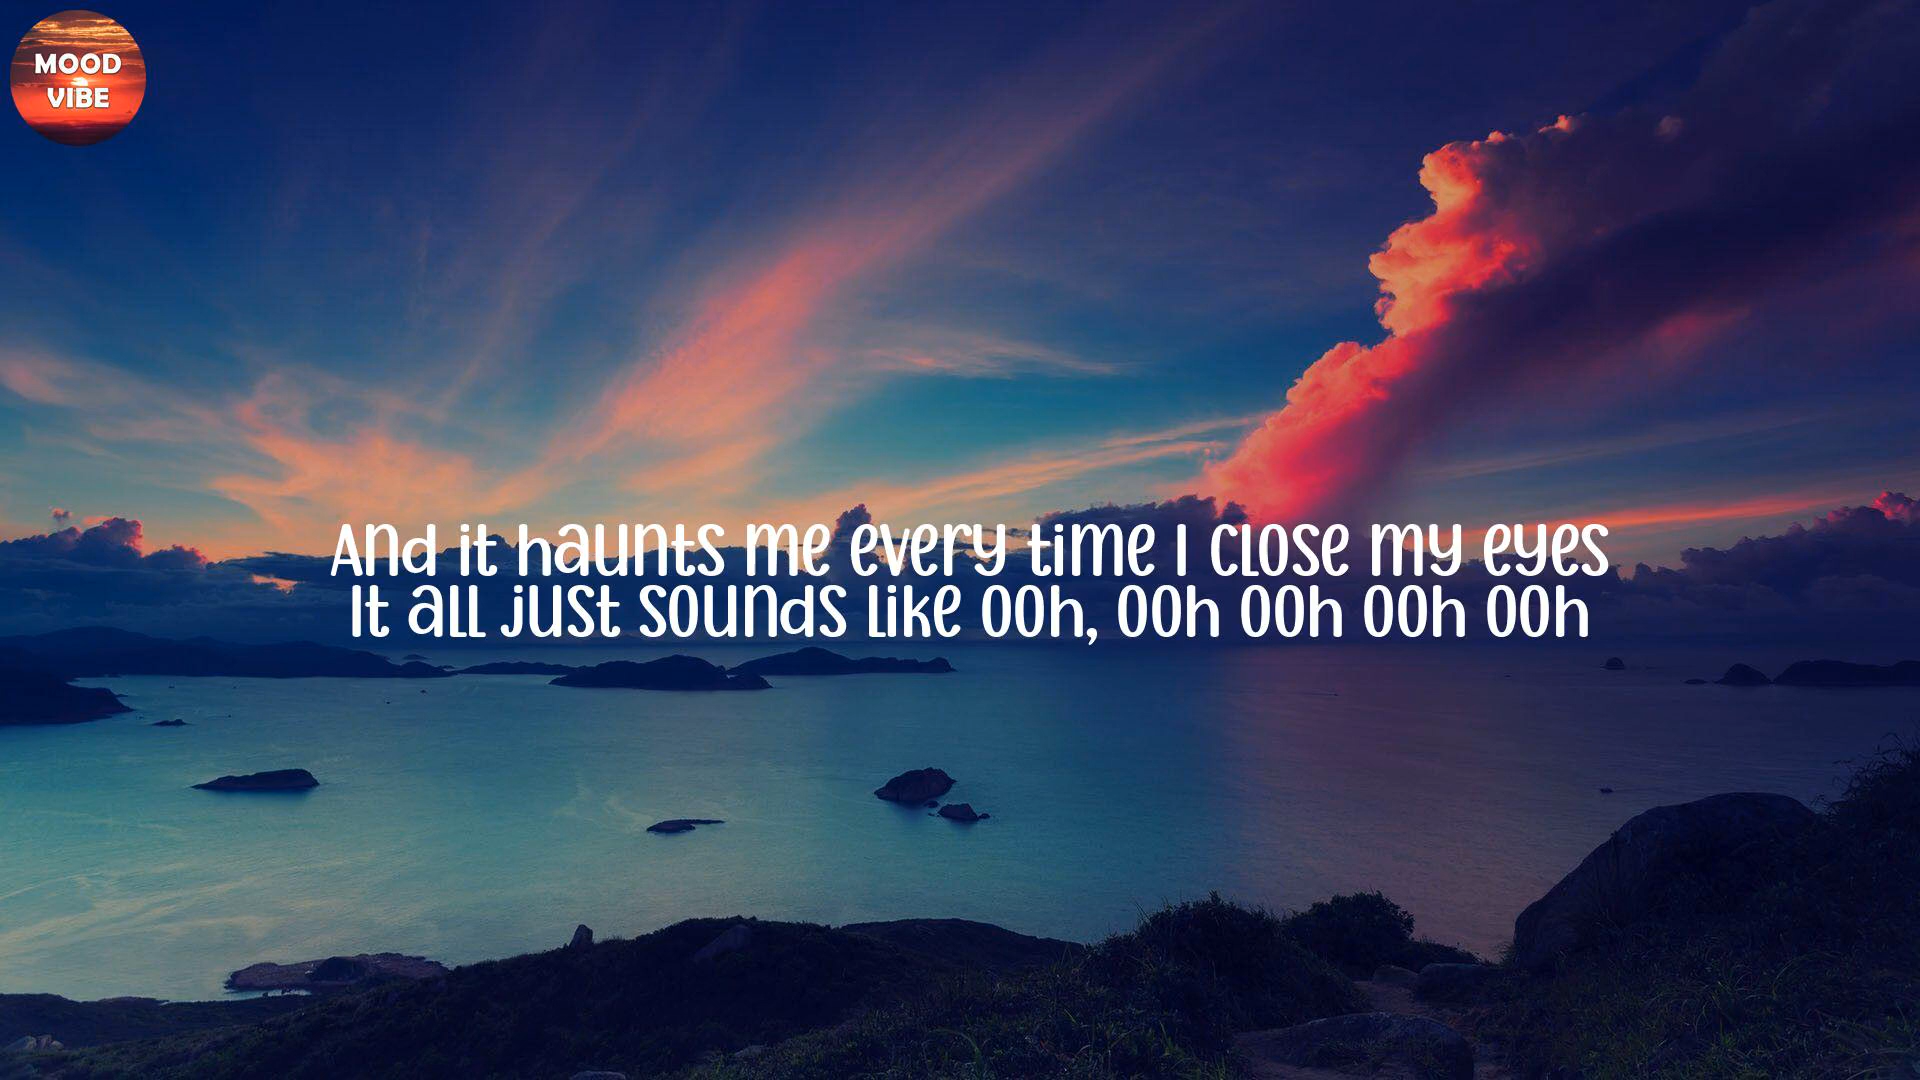 MOOD
VIBE
And it haunts me every time I close my eyes
It all just sounds like ooh, ooh ooh ooh ooh